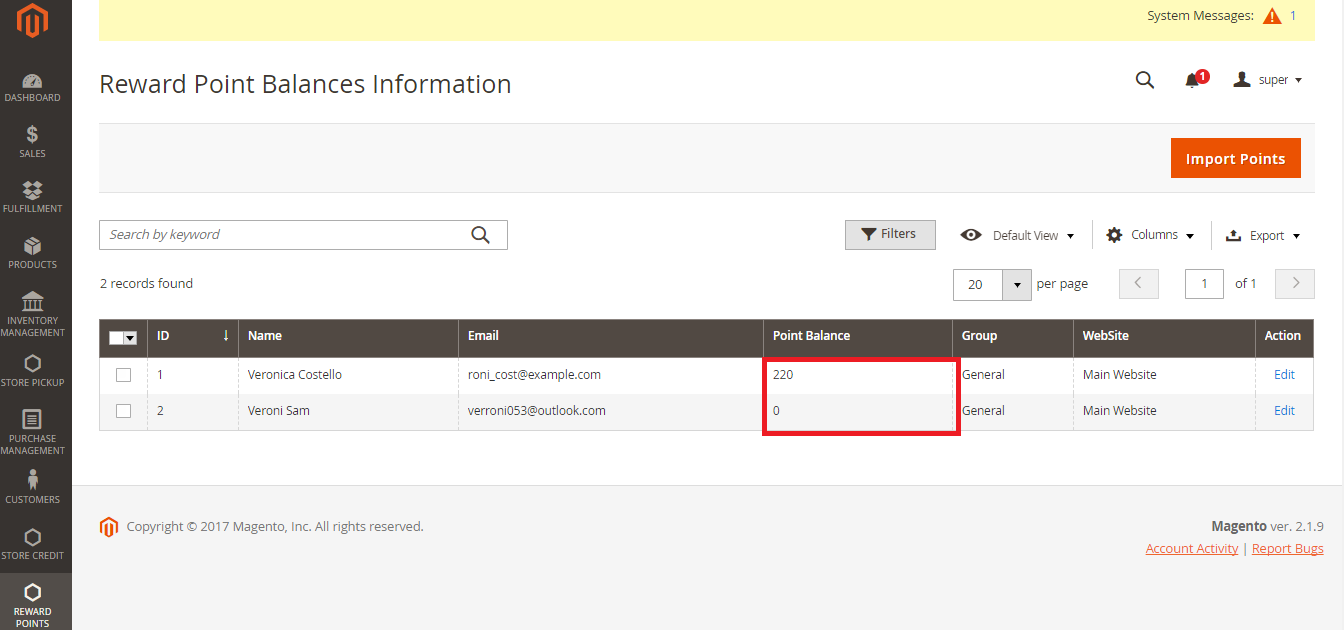 System Messages: 1
Reward Point Balances Information
1
super
Import Points
Search by keyword
Filters
Default View
Columns
Export
2 records found
20
per page
1
of 1
ID ↓ Name Email Point Balance Group WebSite Action
1 Veronica Costello roni_cost@example.com 220 General Main Website Edit
2 Veroni Sam verroni053@outlook.com 0 General Main Website Edit
Copyright © 2017 Magento, Inc. All rights reserved.
Magento ver. 2.1.9
Account Activity | Report Bugs
DASHBOARD
$
SALES
FULFILLMENT
PRODUCTS
INVENTORY
MANAGEMENT
STORE PICKUP
PURCHASE
MANAGEMENT
CUSTOMERS
STORE CREDIT
REWARD
POINTS